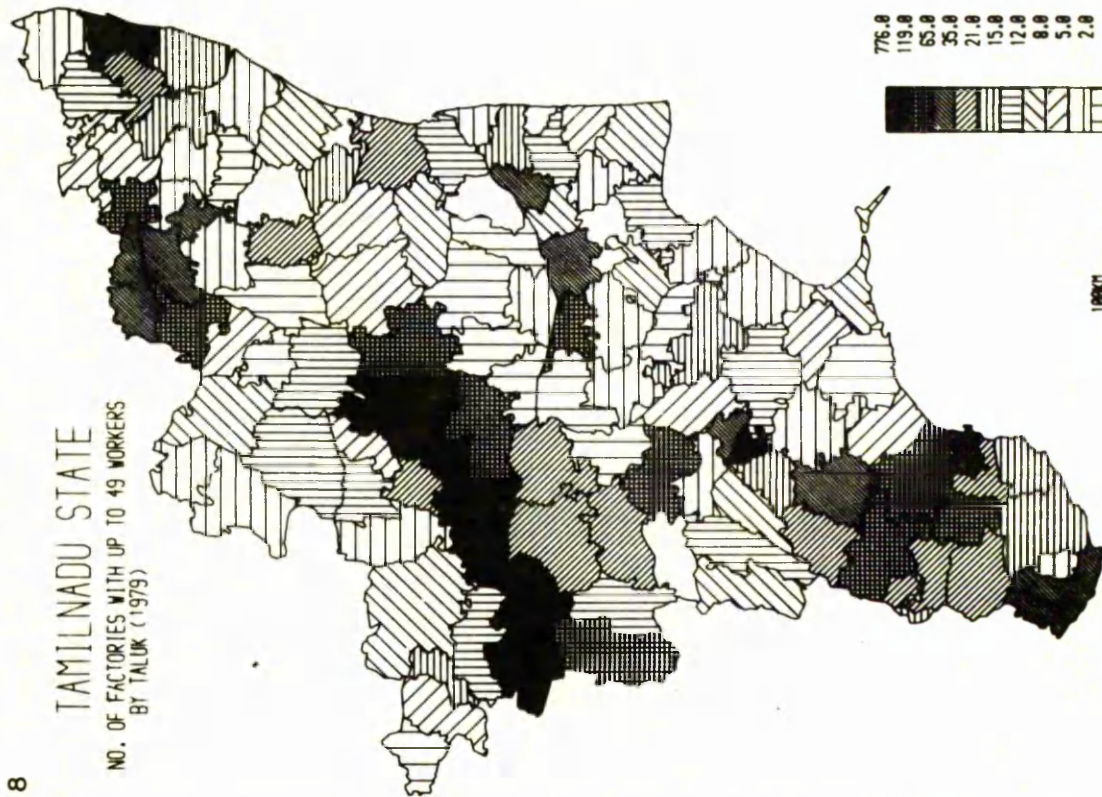 8
TAMILNADU STATE
NO. OF FACTORIES WITH UP TO 49 WORKERS
BY TALUK (1979)
776.0
119.0
65.0
35.0
21.0
15.0
12.0
8.0
5.0
2.0
100KM